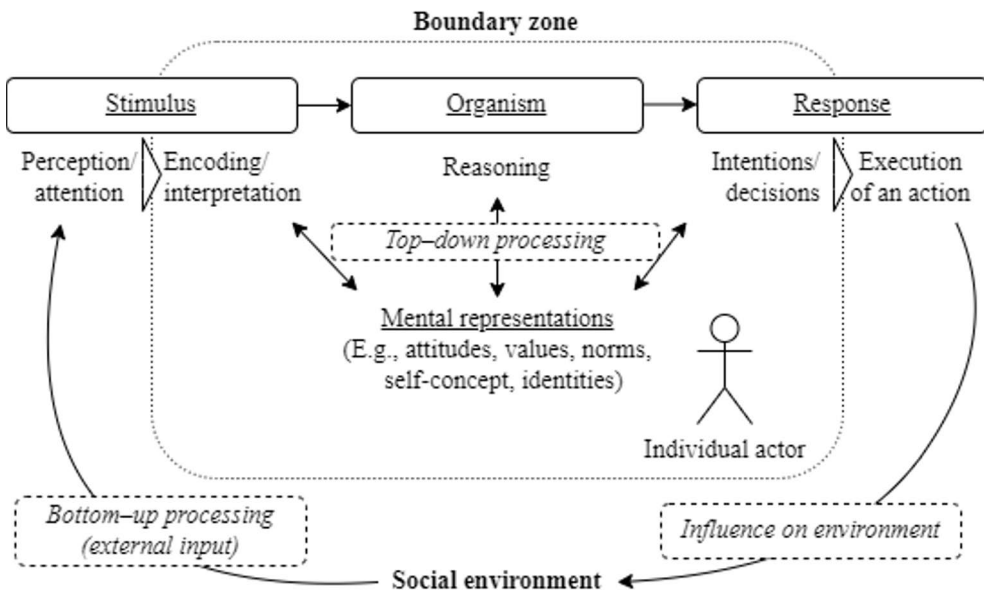 Boundary zone
Stimulus
Organism
Response
Perception/
attention
Encoding/
interpretation
Reasoning
Intentions/
decisions
Execution
of an action
Top–down processing
Mental representations
(E.g., attitudes, values, norms,
self-concept, identities)
Individual actor
Bottom–up processing
(external input)
Influence on environment
Social environment